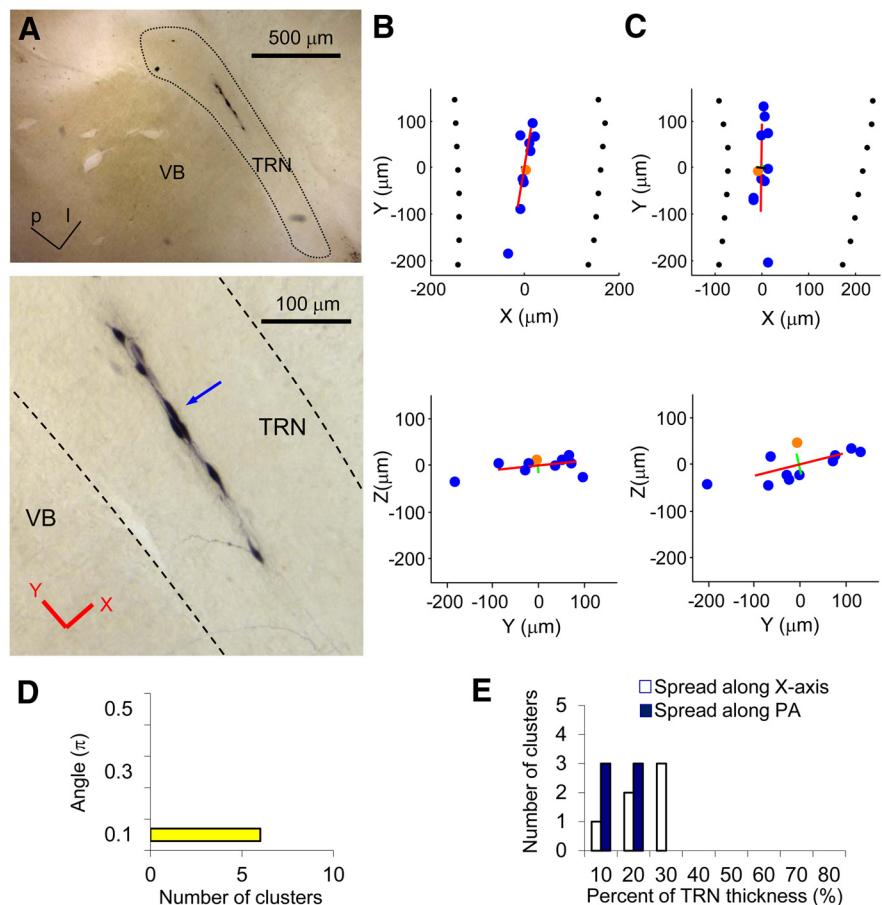 A
500 μm
VB
TRN
p l
100 μm
TRN
VB
Y
X
B
100
0
-100
-200
Y (μm)
-200 0 200
X (μm)
100
0
-100
-200
Z(μm)
-200 -100 0 100
Y (μm)
C
100
0
-100
-200
Y (μm)
-100 0 100 200
X (μm)
100
0
-100
-200
Z(μm)
-200 -100 0 100
Y (μm)
D
0.5
0.3
0.1
Angle (π)
0 5 10
Number of clusters
E
Spread along X-axis
Spread along PA
5
4
3
2
1
0
Number of clusters
10 20 30 40 50 60 70 80
Percent of TRN thickness (%)